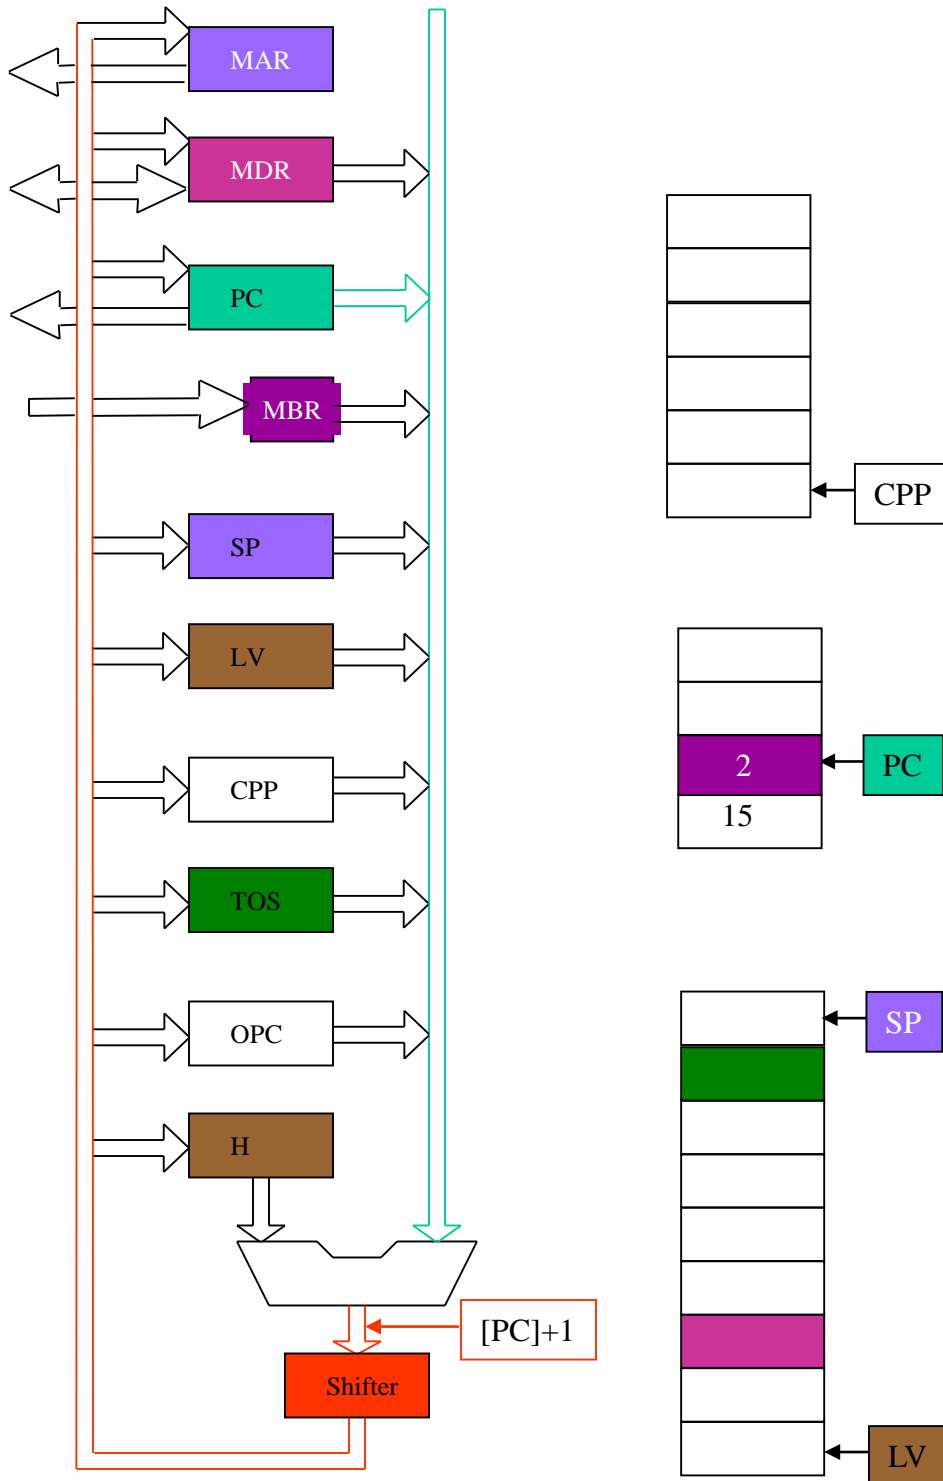 MAR
MDR
PC
MBR
SP
LV
CPP
TOS
OPC
H
[PC]+1
Shifter
CPP
2
PC
15
SP
LV